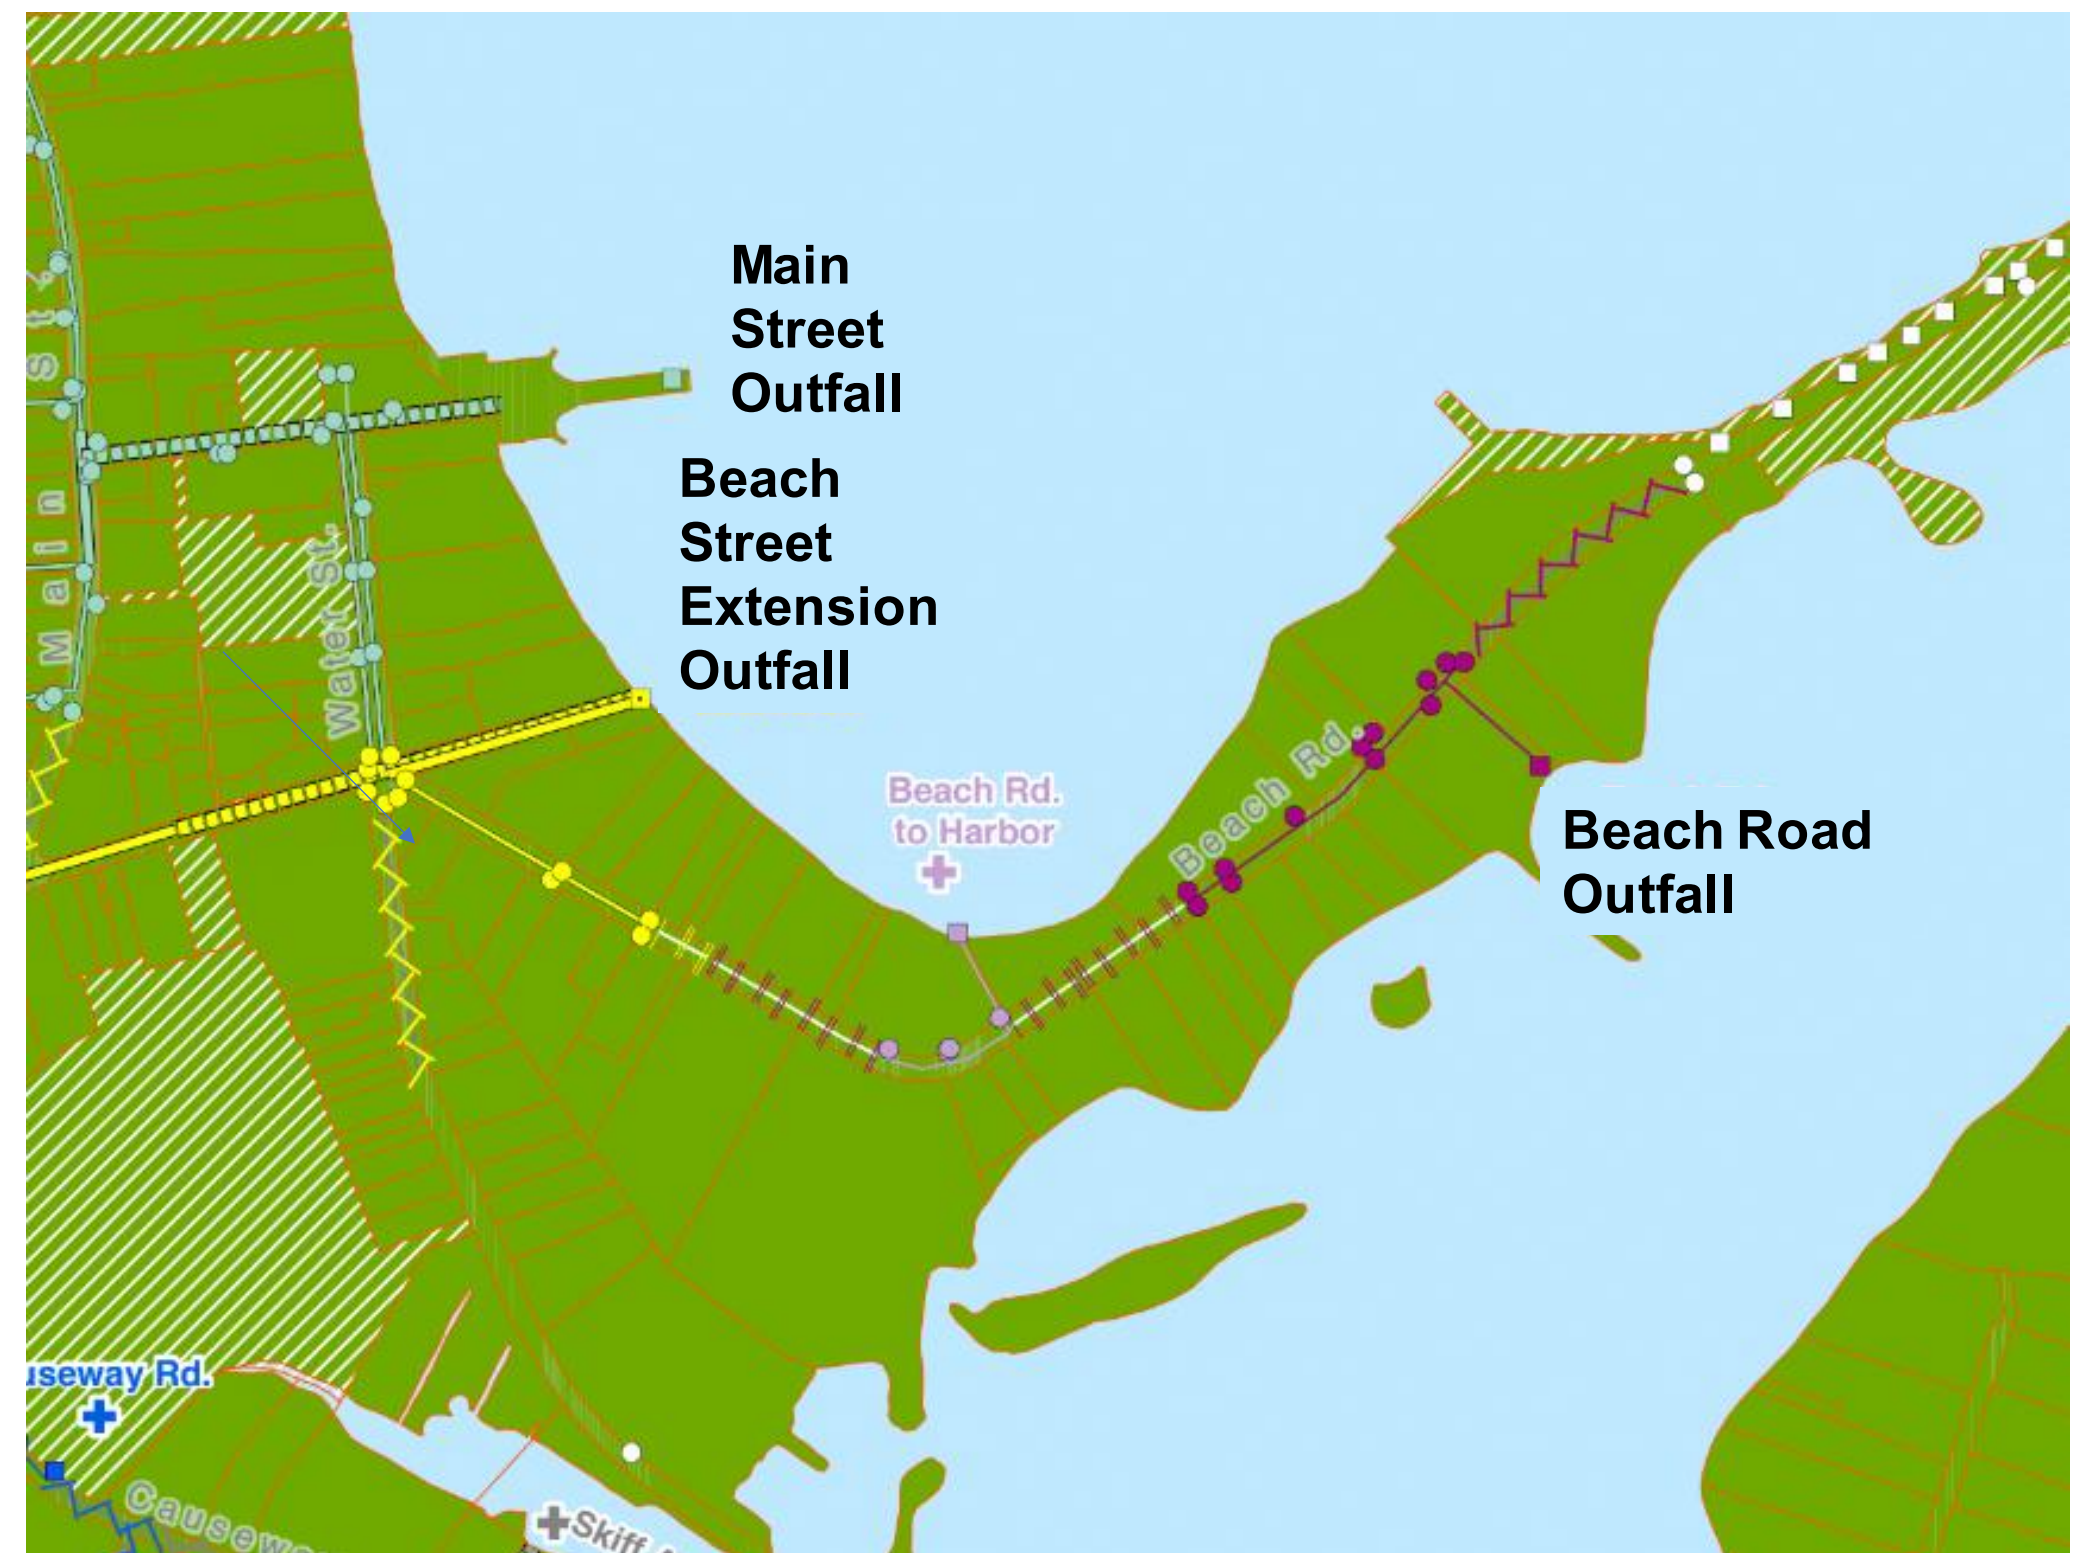 Main
Street
Outfall
Beach
Street
Extension
Outfall
Main St.
Water St.
Beach Rd.
to Harbor
Beach Rd.
Beach Road
Outfall
useway Rd.
Causew
Skiff